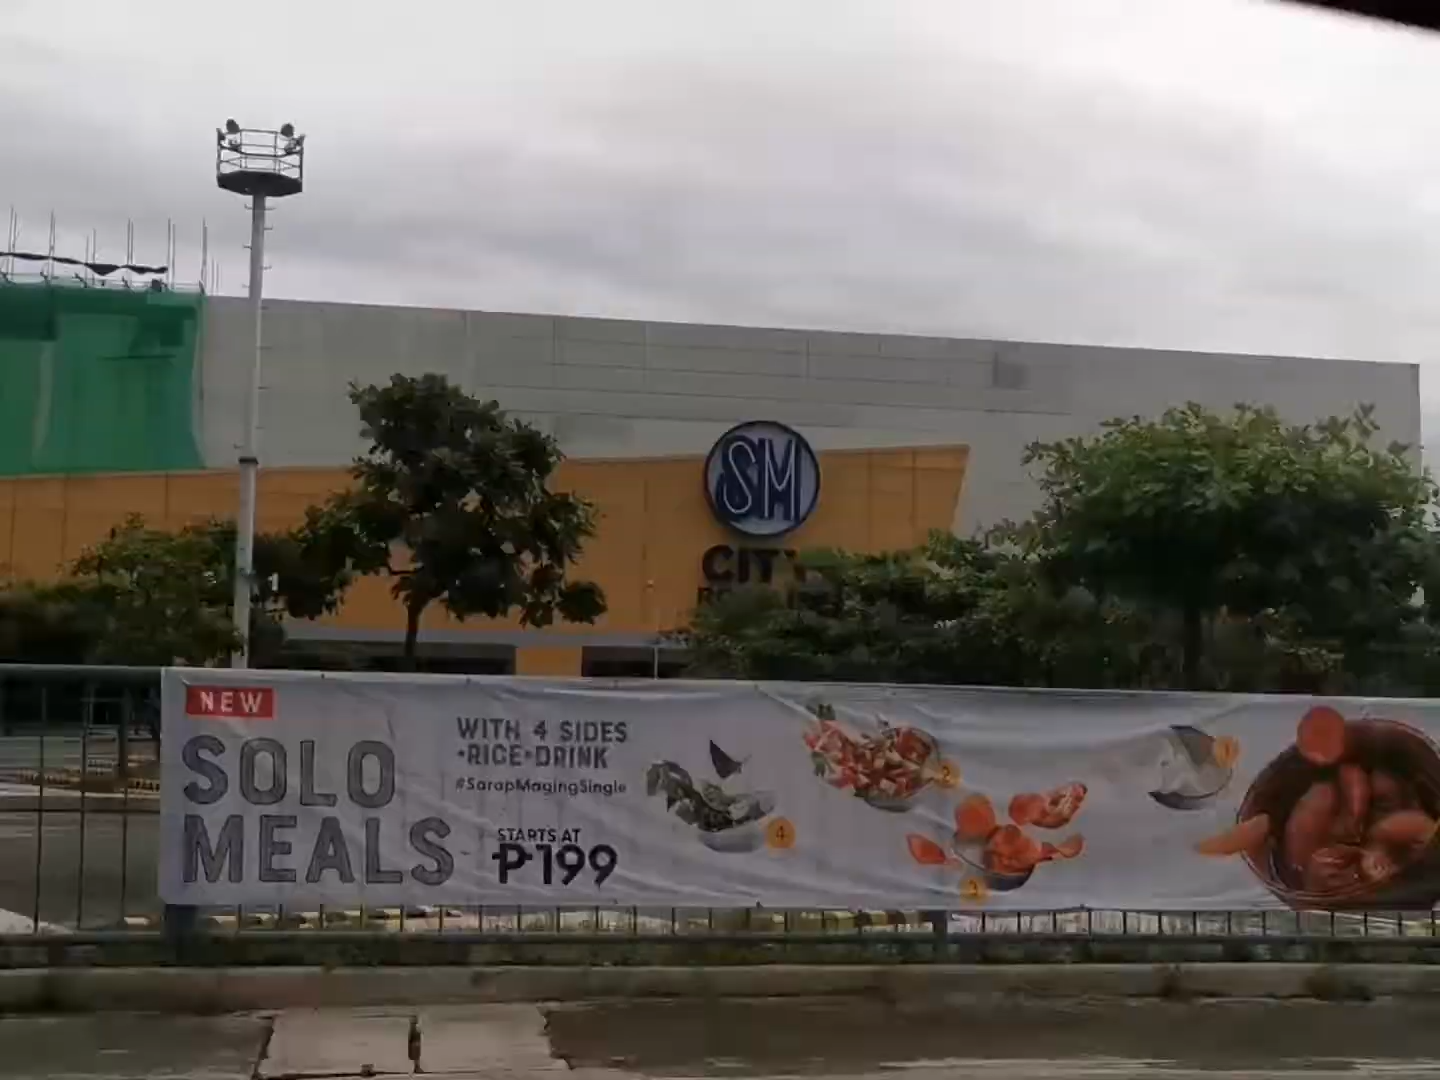 SM
CITY
NEW
SOLO
MEALS
WITH 4 SIDES
+RICE+DRINK
#SarapMagingSingle
STARTS AT
₱199
4
2
3
1